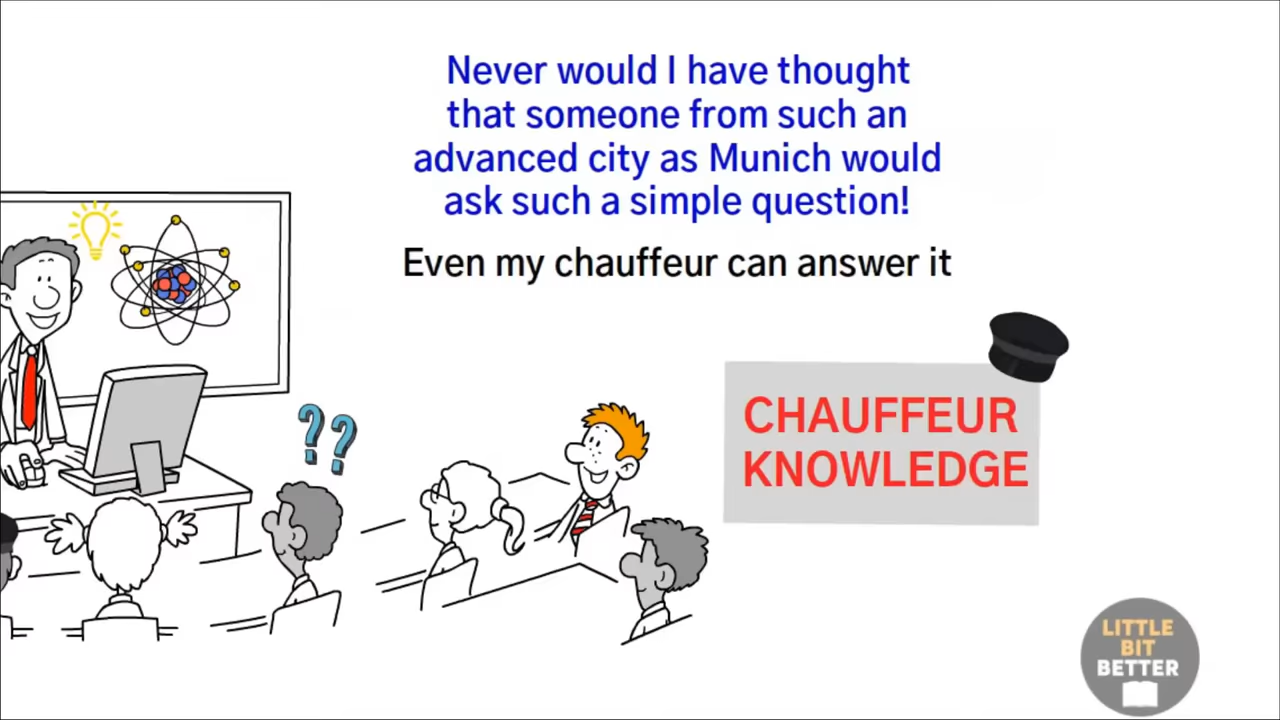 Never would I have thought
that someone from such an
advanced city as Munich would
ask such a simple question!
Even my chauffeur can answer it
??
CHAUFFEUR
KNOWLEDGE
LITTLE
BIT
BETTER